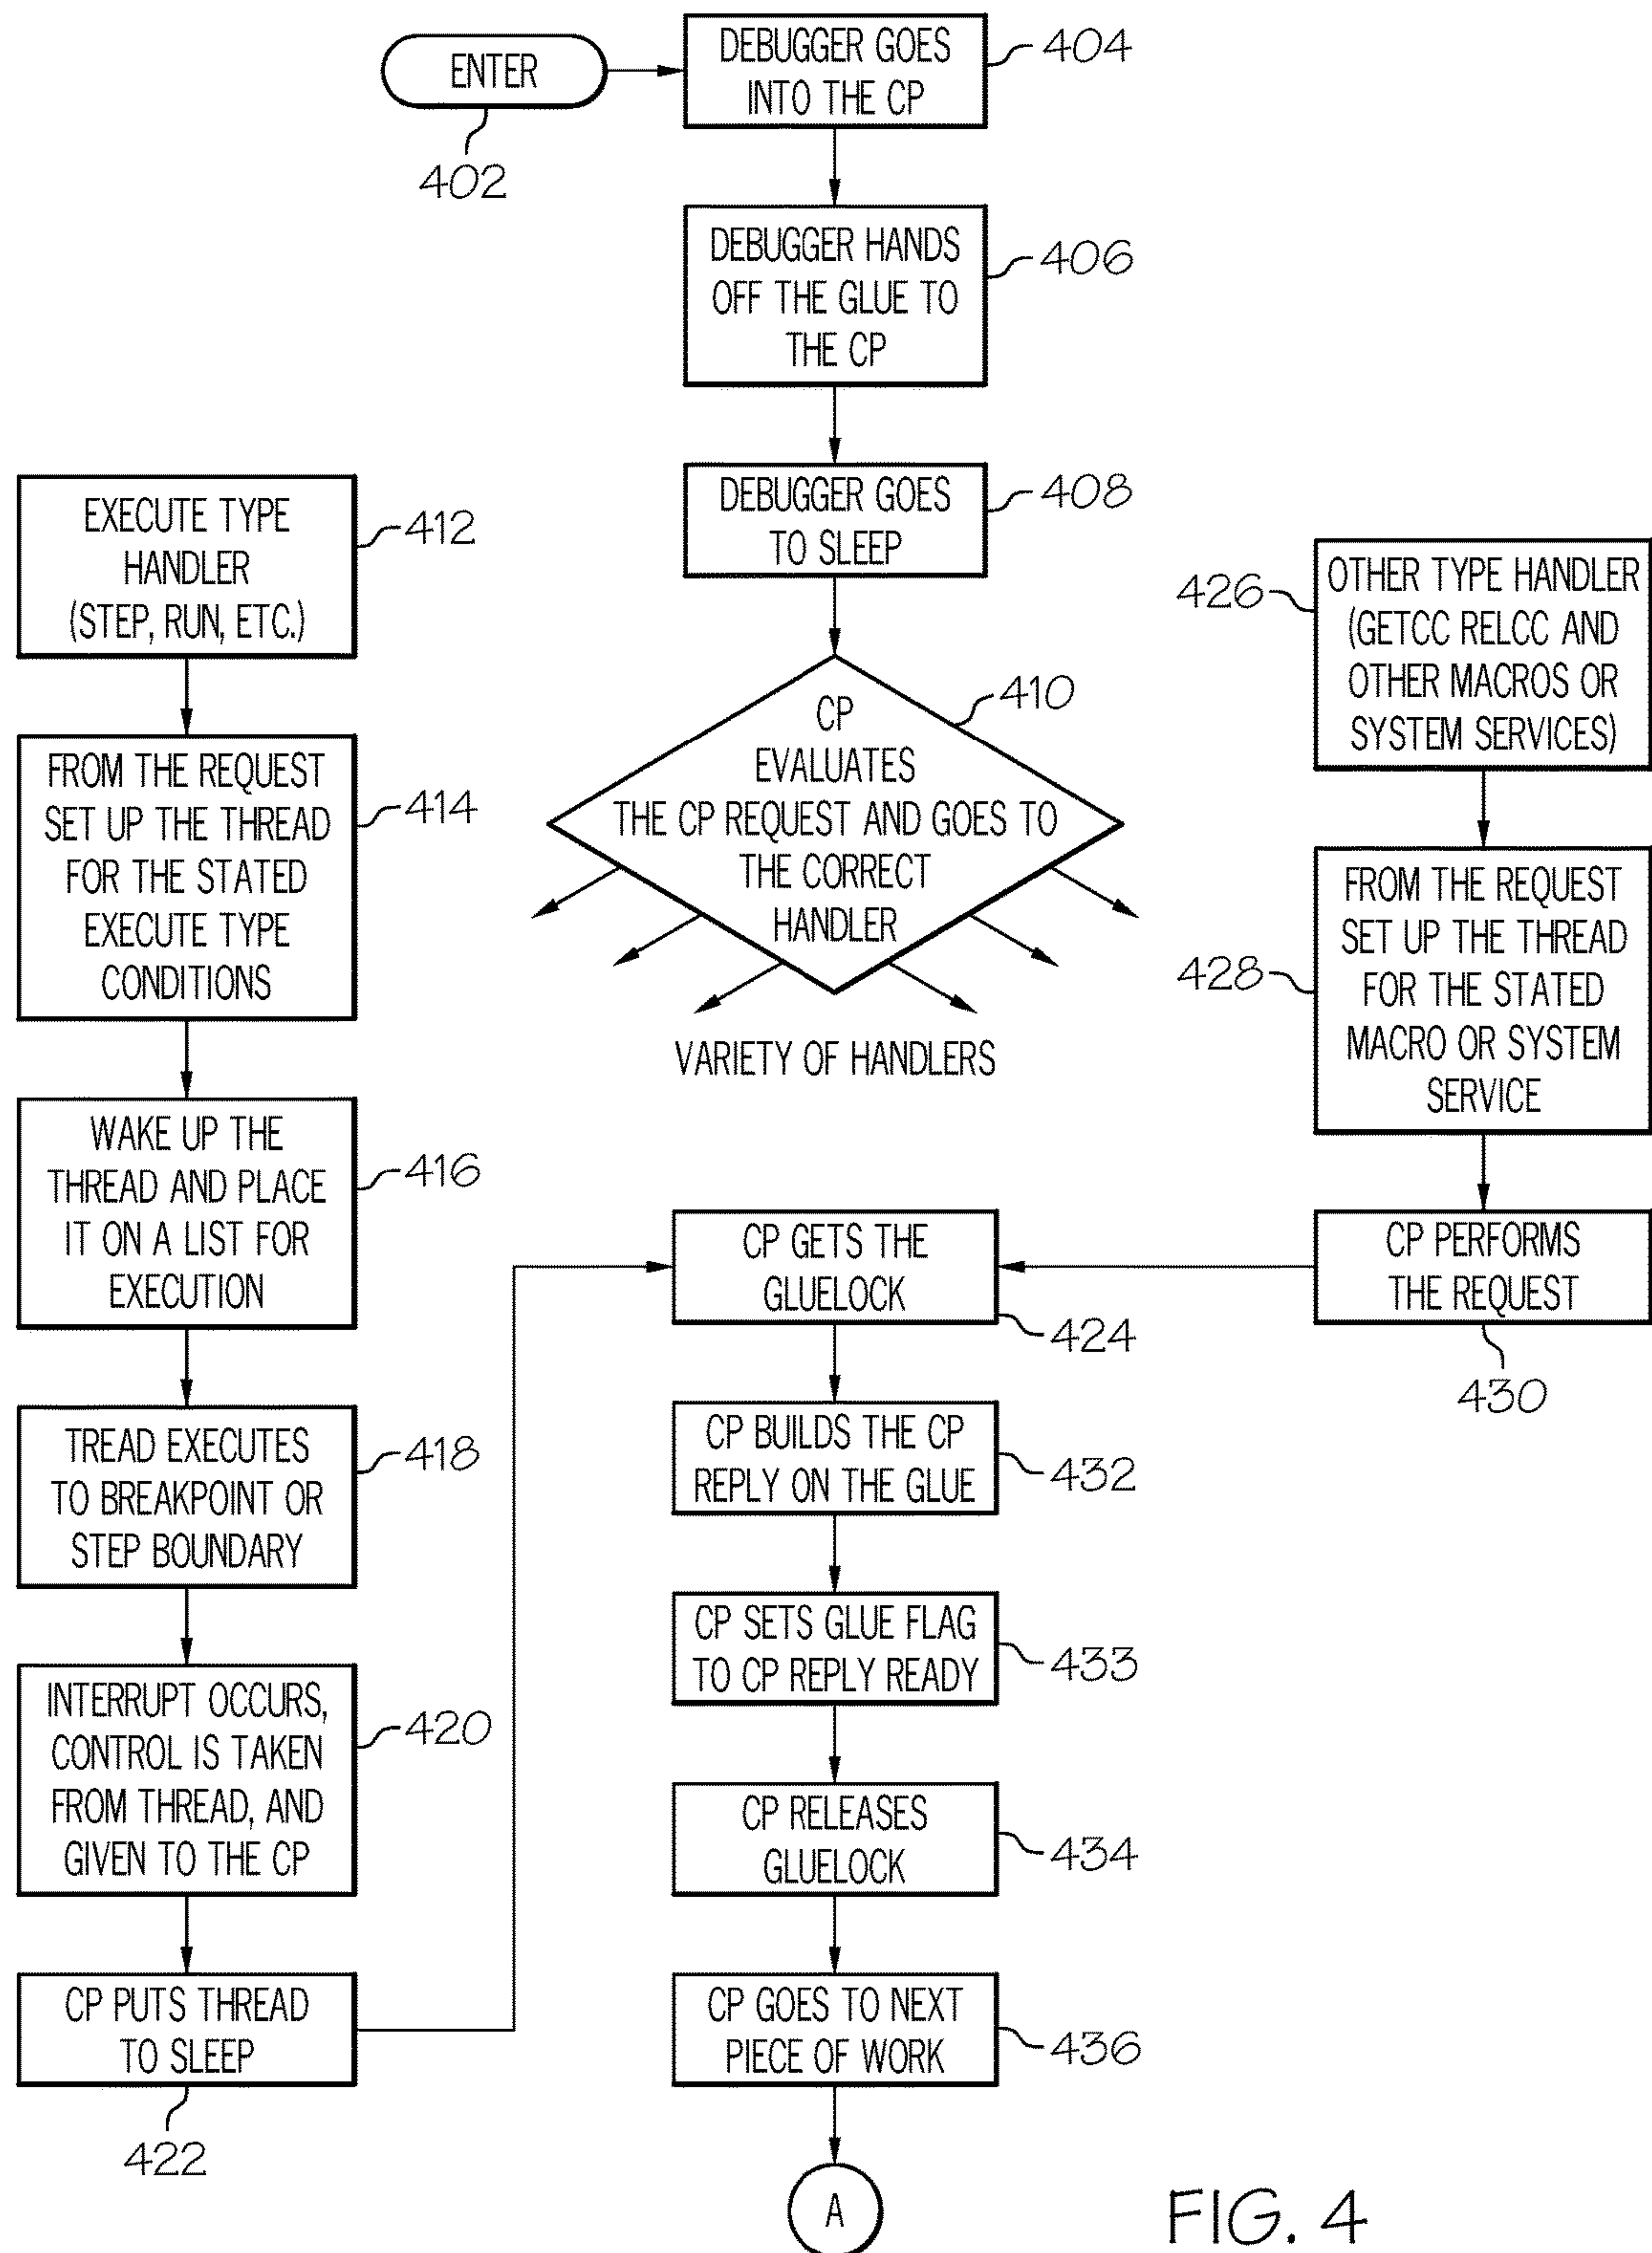 ENTER
402
DEBUGGER GOES
INTO THE CP
404
DEBUGGER HANDS
OFF THE GLUE TO
THE CP
406
DEBUGGER GOES
TO SLEEP
408
CP
EVALUATES
THE CP REQUEST AND GOES TO
THE CORRECT
HANDLER
410
VARIETY OF HANDLERS
EXECUTE TYPE
HANDLER
(STEP, RUN, ETC.)
412
FROM THE REQUEST
SET UP THE THREAD
FOR THE STATED
EXECUTE TYPE
CONDITIONS
414
WAKE UP THE
THREAD AND PLACE
IT ON A LIST FOR
EXECUTION
416
TREAD EXECUTES
TO BREAKPOINT OR
STEP BOUNDARY
418
INTERRUPT OCCURS,
CONTROL IS TAKEN
FROM THREAD, AND
GIVEN TO THE CP
420
CP PUTS THREAD
TO SLEEP
422
426
OTHER TYPE HANDLER
(GETCC RELCC AND
OTHER MACROS OR
SYSTEM SERVICES)
428
FROM THE REQUEST
SET UP THE THREAD
FOR THE STATED
MACRO OR SYSTEM
SERVICE
CP PERFORMS
THE REQUEST
430
CP GETS THE
GLUELOCK
424
CP BUILDS THE CP
REPLY ON THE GLUE
432
CP SETS GLUE FLAG
TO CP REPLY READY
433
CP RELEASES
GLUELOCK
434
CP GOES TO NEXT
PIECE OF WORK
436
A
FIG. 4